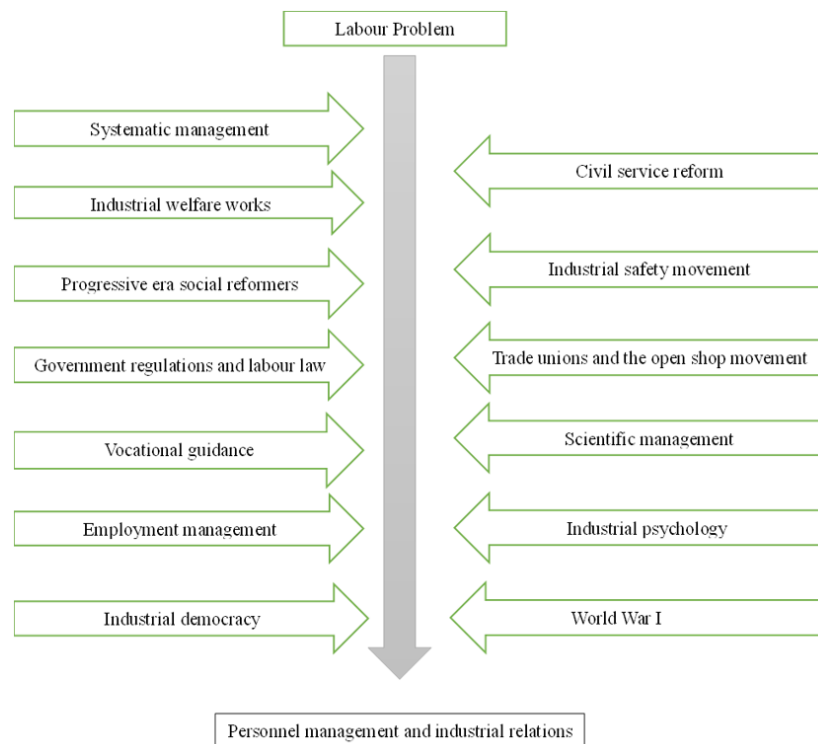 Labour Problem
Systematic management
Civil service reform
Industrial welfare works
Industrial safety movement
Progressive era social reformers
Trade unions and the open shop movement
Government regulations and labour law
Scientific management
Vocational guidance
Industrial psychology
Employment management
World War I
Industrial democracy
Personnel management and industrial relations